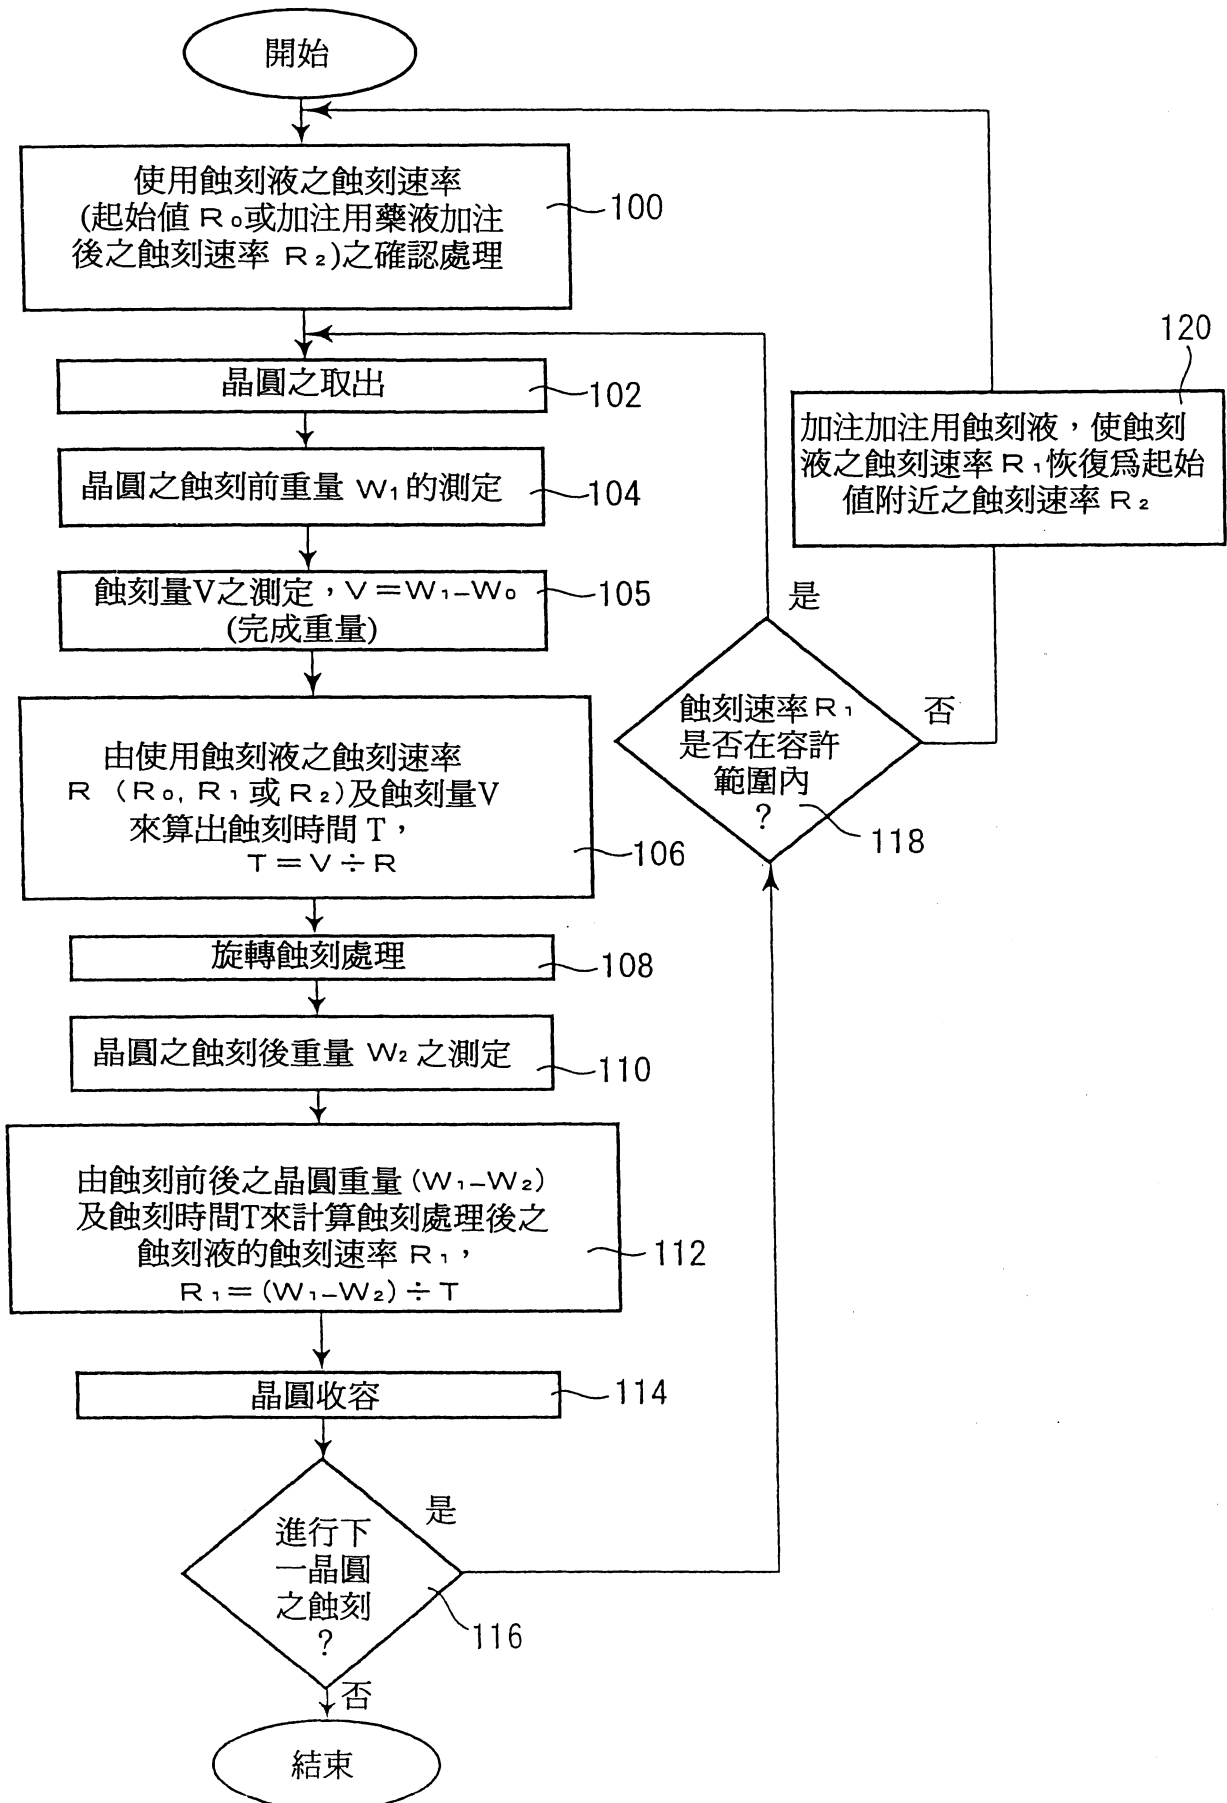 開始
使用蝕刻液之蝕刻速率
(起始值 R₀或加注用藥液加注
後之蝕刻速率 R₂)之確認處理
100
晶圓之取出
102
晶圓之蝕刻前重量 W₁的測定
104
蝕刻量V之測定，V＝W₁–W₀
(完成重量)
105
由使用蝕刻液之蝕刻速率
R (R₀, R₁或R₂)及蝕刻量V
來算出蝕刻時間 T，
T＝V÷R
106
旋轉蝕刻處理
108
晶圓之蝕刻後重量 W₂ 之測定
110
由蝕刻前後之晶圓重量(W₁–W₂)
及蝕刻時間T來計算蝕刻處理後之
蝕刻液的蝕刻速率 R₁，
R₁＝(W₁–W₂)÷T
112
晶圓收容
114
進行下
一晶圓
之蝕刻
?
116
是
否
結束
蝕刻速率R₁
是否在容許
範圍內
?
118
是
否
120
加注加注用蝕刻液，使蝕刻
液之蝕刻速率 R₁恢復爲起始
值附近之蝕刻速率 R₂